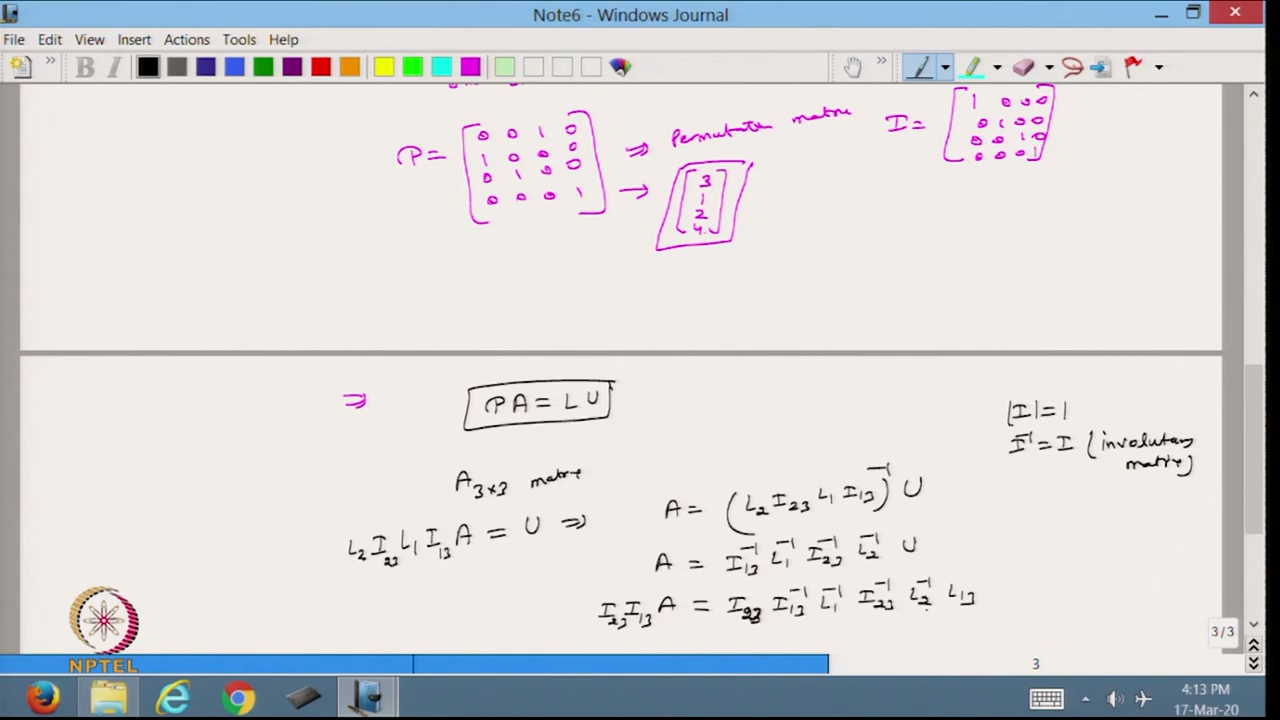 Note6 - Windows Journal
File Edit View Insert Actions Tools Help
P = [0 0 1 0 ⇒ Permutation matrix I = [1 0 0 0
1 0 0 0 0 1 0 0
0 1 0 0 0 0 1 0
0 0 0 1] → [3 1 2 4] 0 0 0 1]
⇒ PA = LU
|I| = 1
I⁻¹ = I (involutary matrix)
A₃ₓ₃ matrix
L₂ I₂₃ L₁ I₁₃ A = U ⇒ A = (L₂ I₂₃ L₁ I₁₃)⁻¹ U
A = I₁₃⁻¹ L₁⁻¹ I₂₃⁻¹ L₂⁻¹ U
I₂₃ I₁₃ A = I₂₃ I₁₃⁻¹ L₁⁻¹ I₂₃⁻¹ L₂⁻¹ L₁₃
3/3
NPTEL
3
4:13 PM
17-Mar-20